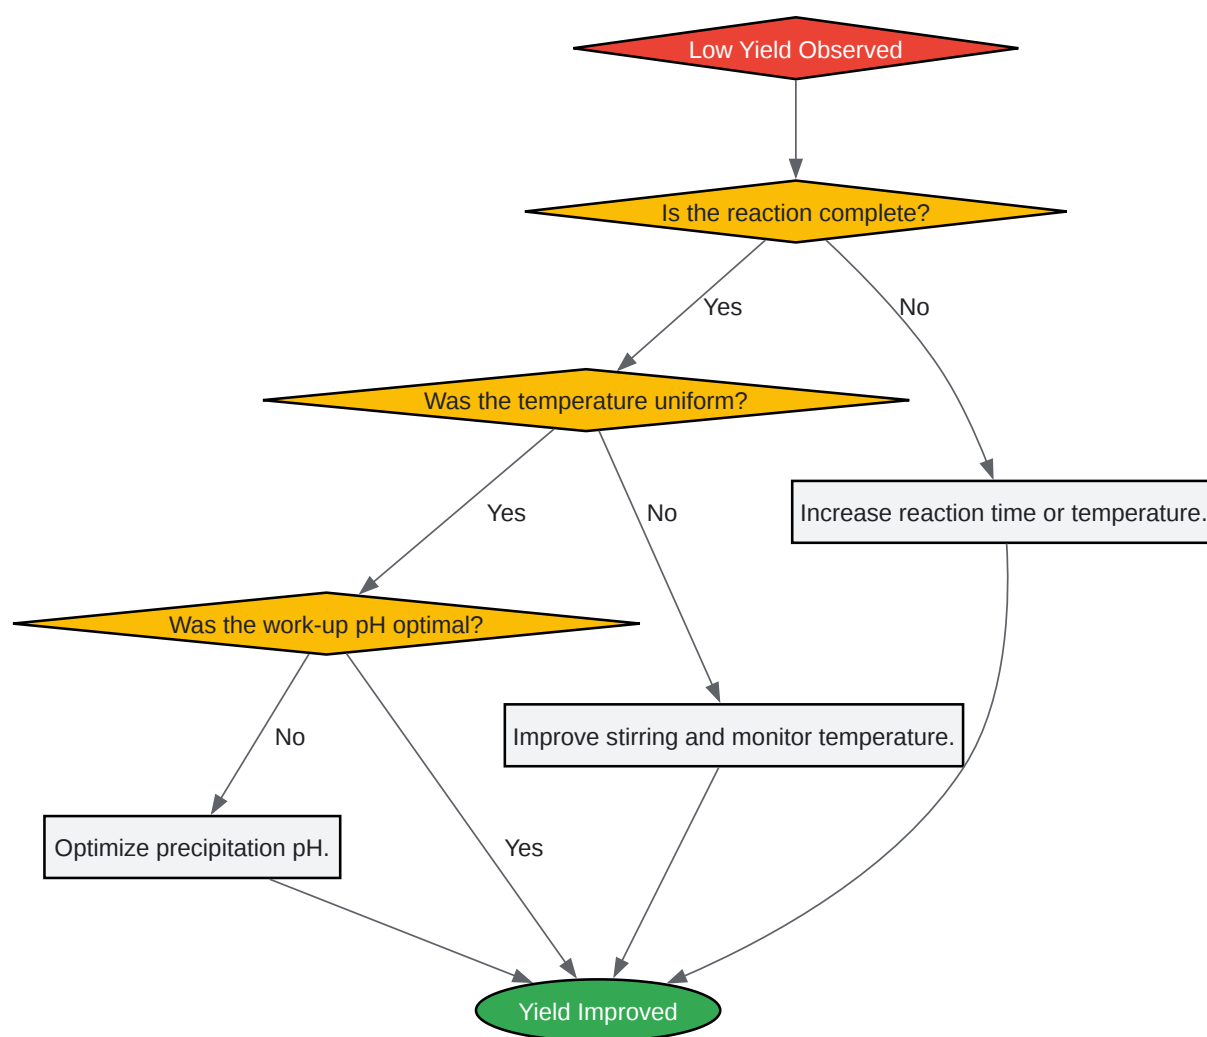 Low Yield Observed
Is the reaction complete?
Yes
No
Was the temperature uniform?
Yes
No
Increase reaction time or temperature.
Was the work-up pH optimal?
No
Improve stirring and monitor temperature.
Optimize precipitation pH.
Yes
Yield Improved